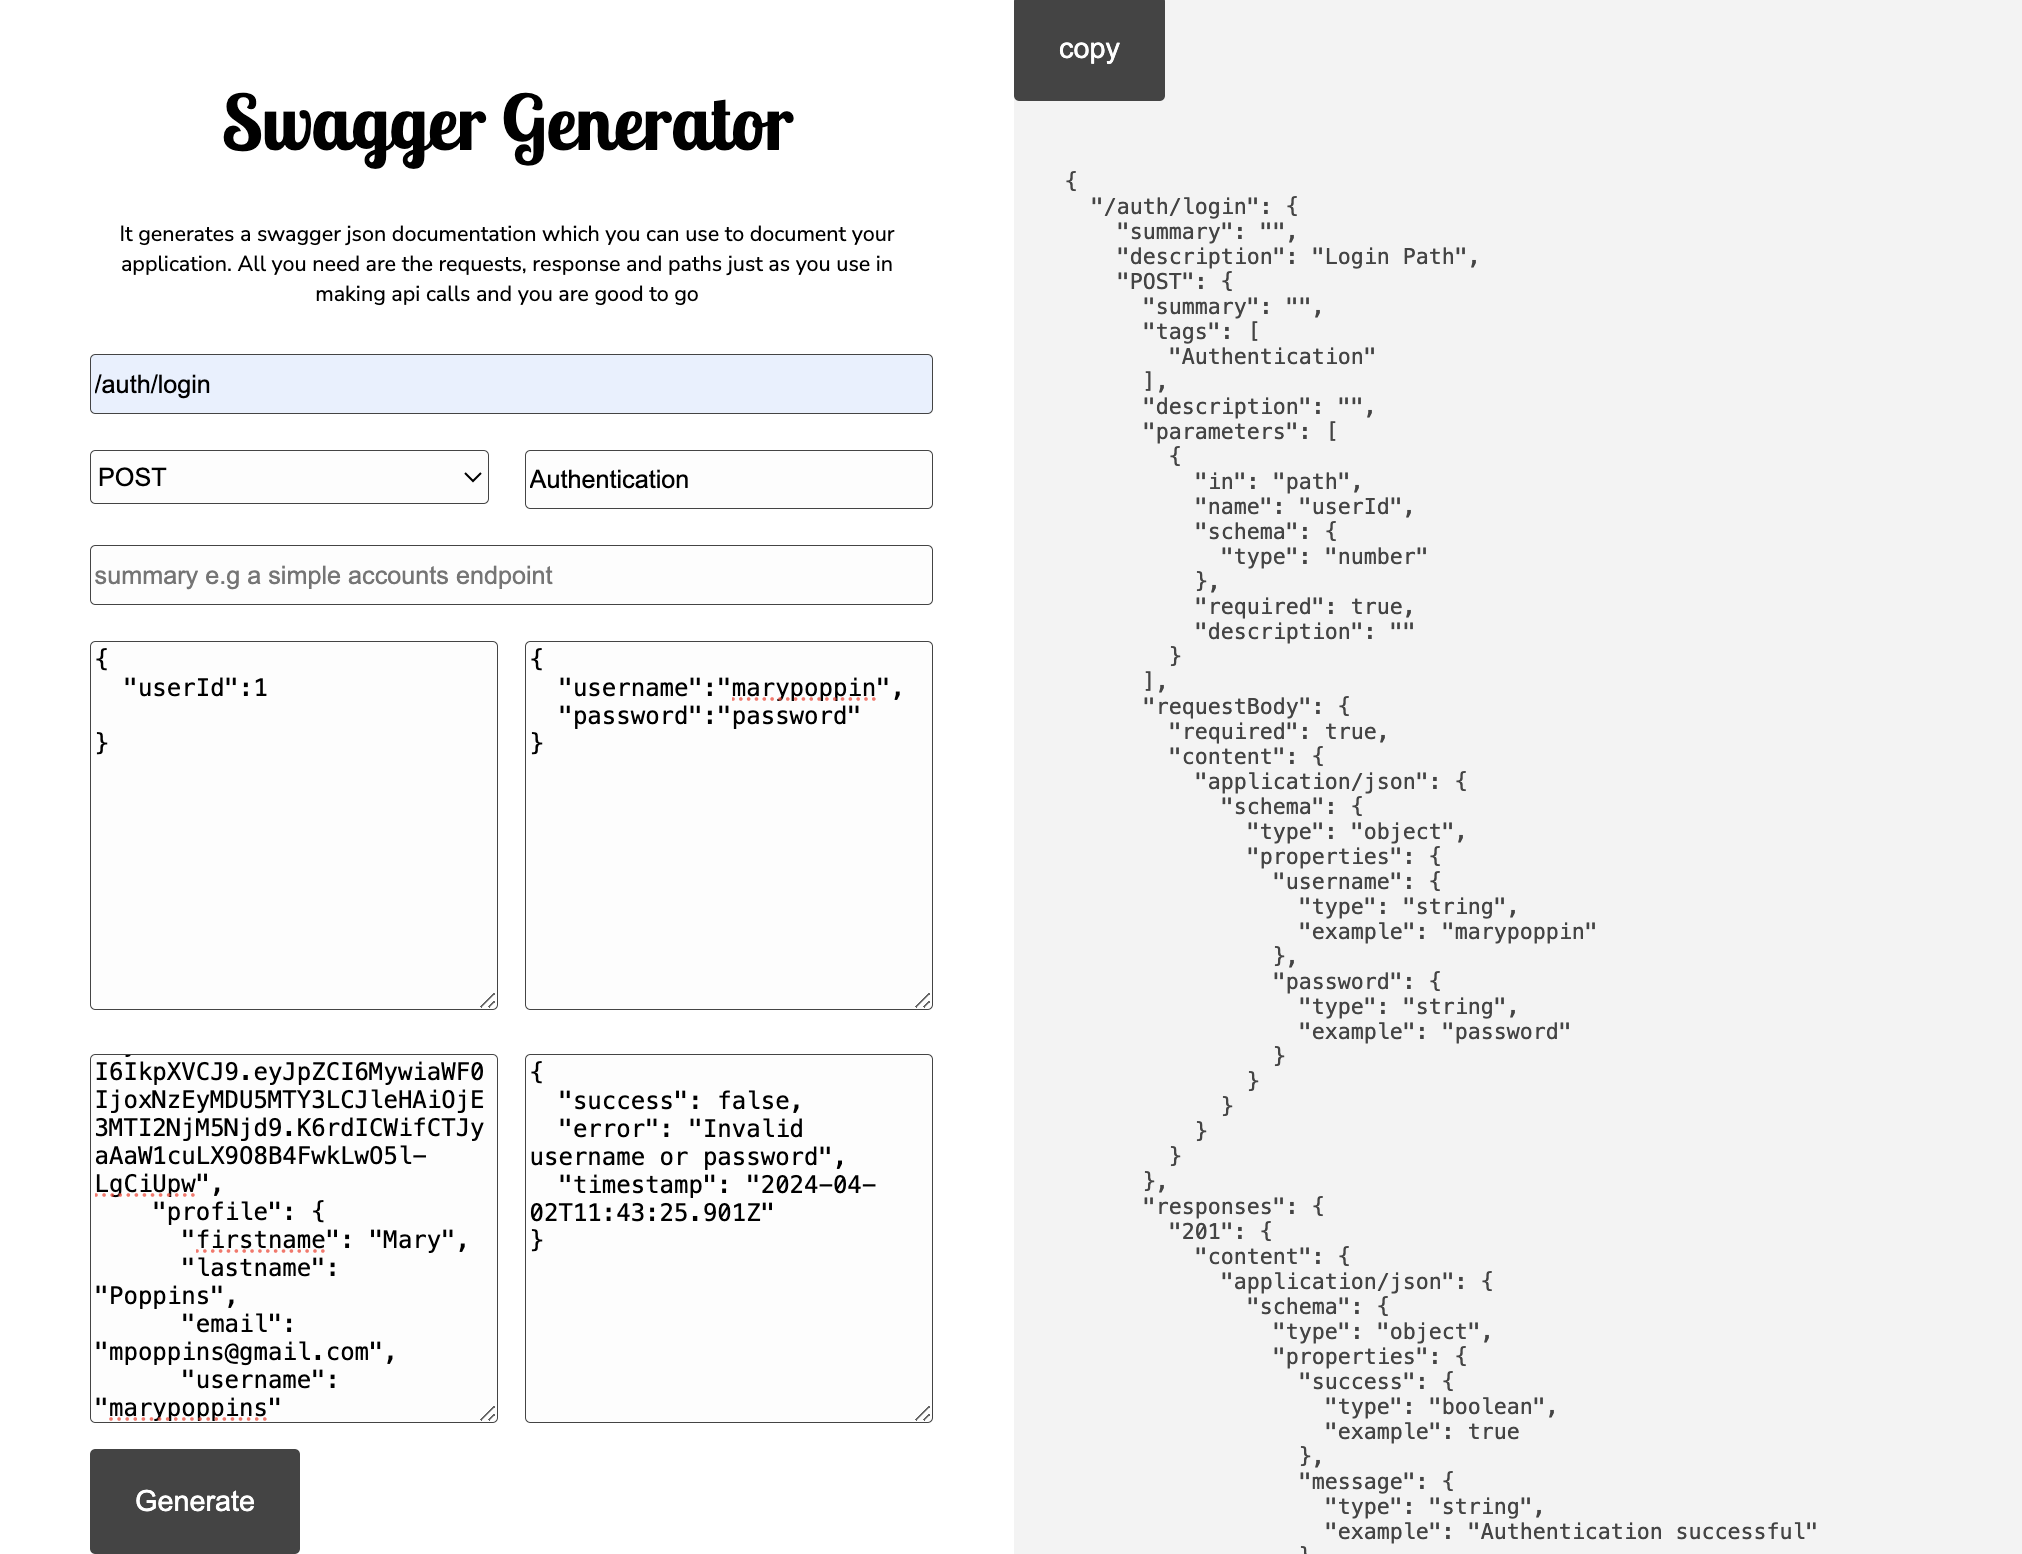 Swagger Generator
It generates a swagger json documentation which you can use to document your
application. All you need are the requests, response and paths just as you use in
making api calls and you are good to go
/auth/login
POST
Authentication
summary e.g a simple accounts endpoint
{
  "userId":1
}
{
  "username":"marypoppin",
  "password":"password"
}
I6IkpXVCJ9.eyJpZCI6MywiaWF0
IjoxNzEyMDU5MTY3LCJleHAiOjE
3MTI2NjM5Njd9.K6rdICWifCTJy
aAaW1cuLX9O8B4FwkLwO5l-
LgCiUpw",
    "profile": {
      "firstname": "Mary",
      "lastname":
"Poppins",
      "email":
"mpoppins@gmail.com",
      "username":
"marypoppins"
{
  "success": false,
  "error": "Invalid
username or password",
  "timestamp": "2024-04-
02T11:43:25.901Z"
}
Generate
copy
{
  "/auth/login": {
    "summary": "",
    "description": "Login Path",
    "POST": {
      "summary": "",
      "tags": [
        "Authentication"
      ],
      "description": "",
      "parameters": [
        {
          "in": "path",
          "name": "userId",
          "schema": {
            "type": "number"
          },
          "required": true,
          "description": ""
        }
      ],
      "requestBody": {
        "required": true,
        "content": {
          "application/json": {
            "schema": {
              "type": "object",
              "properties": {
                "username": {
                  "type": "string",
                  "example": "marypoppin"
                },
                "password": {
                  "type": "string",
                  "example": "password"
                }
              }
            }
          }
        }
      },
      "responses": {
        "201": {
          "content": {
            "application/json": {
              "schema": {
                "type": "object",
                "properties": {
                  "success": {
                    "type": "boolean",
                    "example": true
                  },
                  "message": {
                    "type": "string",
                    "example": "Authentication successful"